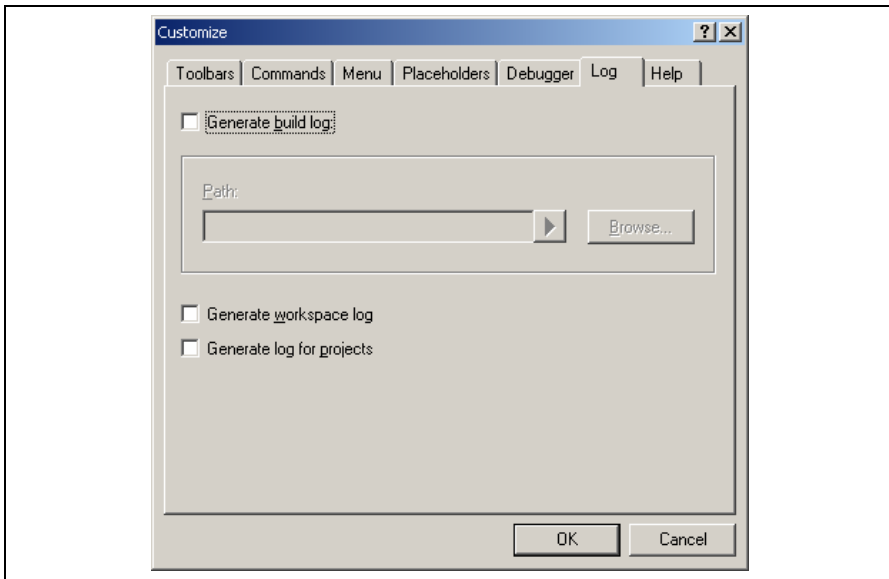 Customize
Toolbars Commands Menu Placeholders Debugger Log Help
Generate build log:
Path:
Browse...
Generate workspace log
Generate log for projects
OK Cancel